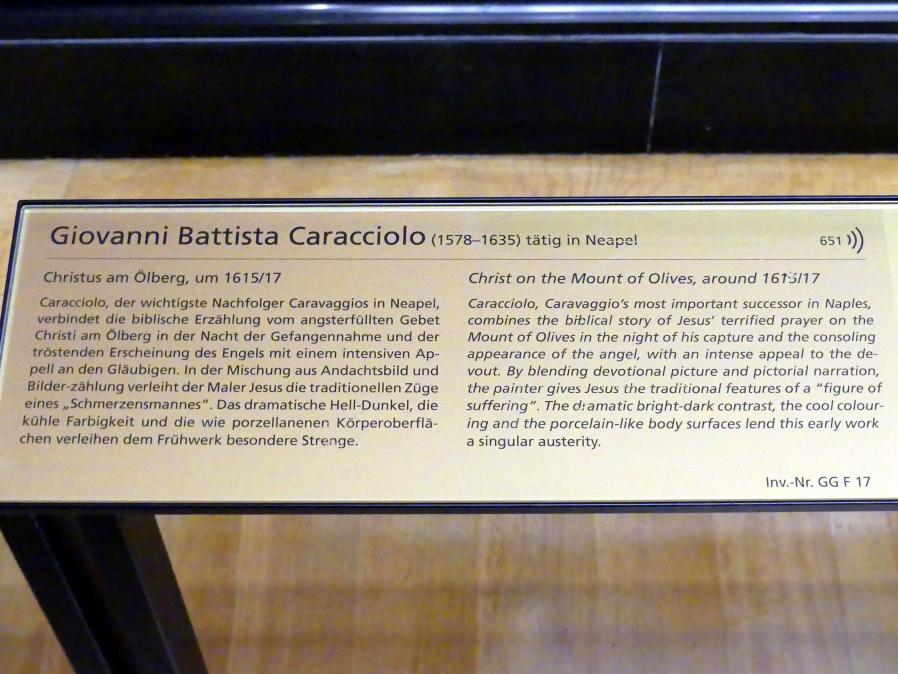 Giovanni Battista Caracciolo (1578–1635) tätig in Neapel
651
Christus am Ölberg, um 1615/17
Caracciolo, der wichtigste Nachfolger Caravaggios in Neapel,
verbindet die biblische Erzählung vom angsterfüllten Gebet
Christi am Ölberg in der Nacht der Gefangennahme und der
tröstenden Erscheinung des Engels mit einem intensiven Ap-
pell an den Gläubigen. In der Mischung aus Andachtsbild und
Bilder-zählung verleiht der Maler Jesus die traditionellen Züge
eines „Schmerzensmannes“. Das dramatische Hell-Dunkel, die
kühle Farbigkeit und die wie porzellanenen Körperoberflä-
chen verleihen dem Frühwerk besondere Strenge.
Christ on the Mount of Olives, around 1615/17
Caracciolo, Caravaggio’s most important successor in Naples,
combines the biblical story of Jesus’ terrified prayer on the
Mount of Olives in the night of his capture and the consoling
appearance of the angel, with an intense appeal to the de-
vout. By blending devotional picture and pictorial narration,
the painter gives Jesus the traditional features of a “figure of
suffering”. The dramatic bright-dark contrast, the cool colour-
ing and the porcelain-like body surfaces lend this early work
a singular austerity.
Inv.-Nr. GG F 17